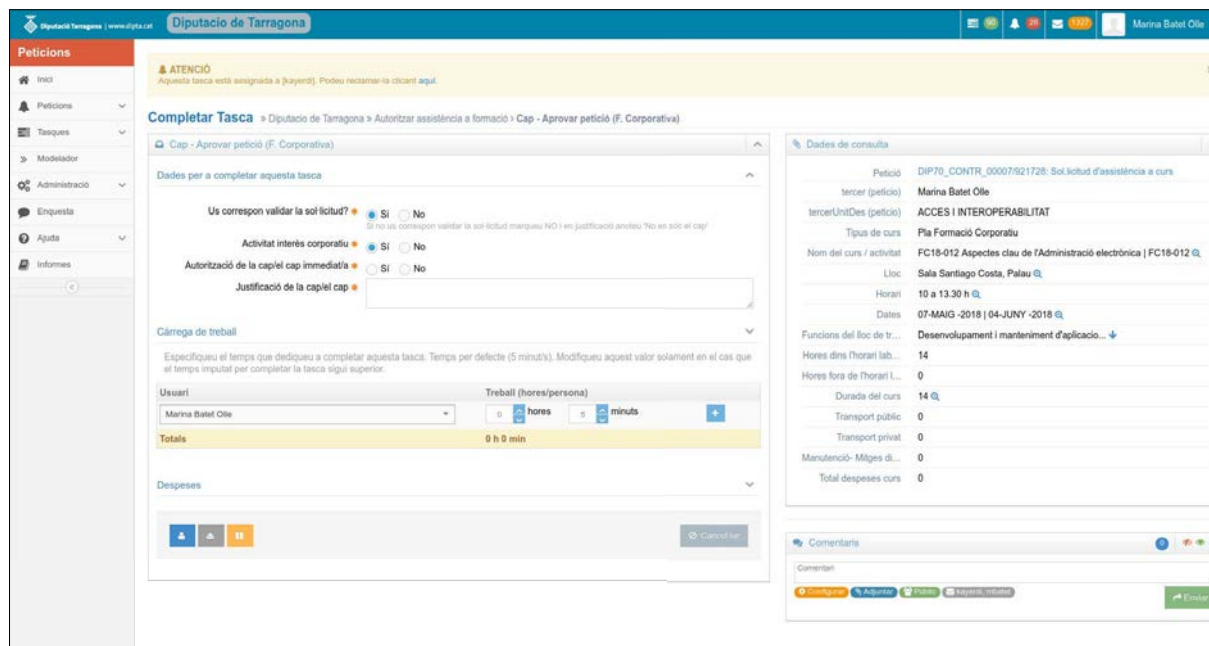 Diputació Tarragona | www.dipta.cat
Diputacio de Tarragona
90
28
1327
Marina Batet Olle
Peticions
Inici
Peticions
Tasques
Modelador
Administració
Enquesta
Ajuda
Informes
ATENCIÓ
Aquesta tasca està assignada a [kayerdi]. Podeu reclamar-la clicant aquí.
Completar Tasca » Diputacio de Tarragona » Autoritzar assistència a formació › Cap - Aprovar petició (F. Corporativa)
Cap - Aprovar petició (F. Corporativa)
Dades per a completar aquesta tasca
Us correspon validar la sol·licitud? Sí No
Si no us correspon validar la sol·licitud marqueu NO i en justificació anoteu 'No en sóc el cap'
Activitat interès corporatiu Sí No
Autorització de la cap/el cap immediat/a Sí No
Justificació de la cap/el cap
Càrrega de treball
Especifiqueu el temps que dediqueu a completar aquesta tasca. Temps per defecte (5 minut/s). Modifiqueu aquest valor solament en el cas que
el temps imputat per completar la tasca sigui superior.
Usuari Treball (hores/persona)
Marina Batet Olle 0 hores 5 minuts
Totals 0 h 0 min
Despeses
Cancel·lar
Dades de consulta
Petició DIP70_CONTR_00007/921728: Sol.licitud d'assistència a curs
tercer (peticio) Marina Batet Olle
tercerUnitDes (peticio) ACCES I INTEROPERABILITAT
Tipus de curs Pla Formació Corporatiu
Nom del curs / activitat FC18-012 Aspectes clau de l'Administració electrònica | FC18-012
Lloc Sala Santiago Costa, Palau
Horari 10 a 13.30 h
Dates 07-MAIG -2018 | 04-JUNY -2018
Funcions del lloc de tr... Desenvolupament i manteniment d'aplicacio...
Hores dins l'horari lab... 14
Hores fora de l'horari l... 0
Durada del curs 14
Transport públic 0
Transport privat 0
Manutenció- Mitges di... 0
Total despeses curs 0
Comentaris 0
Comentari
Configurar Adjuntar Públic kayerdi, mbatet
Enviar